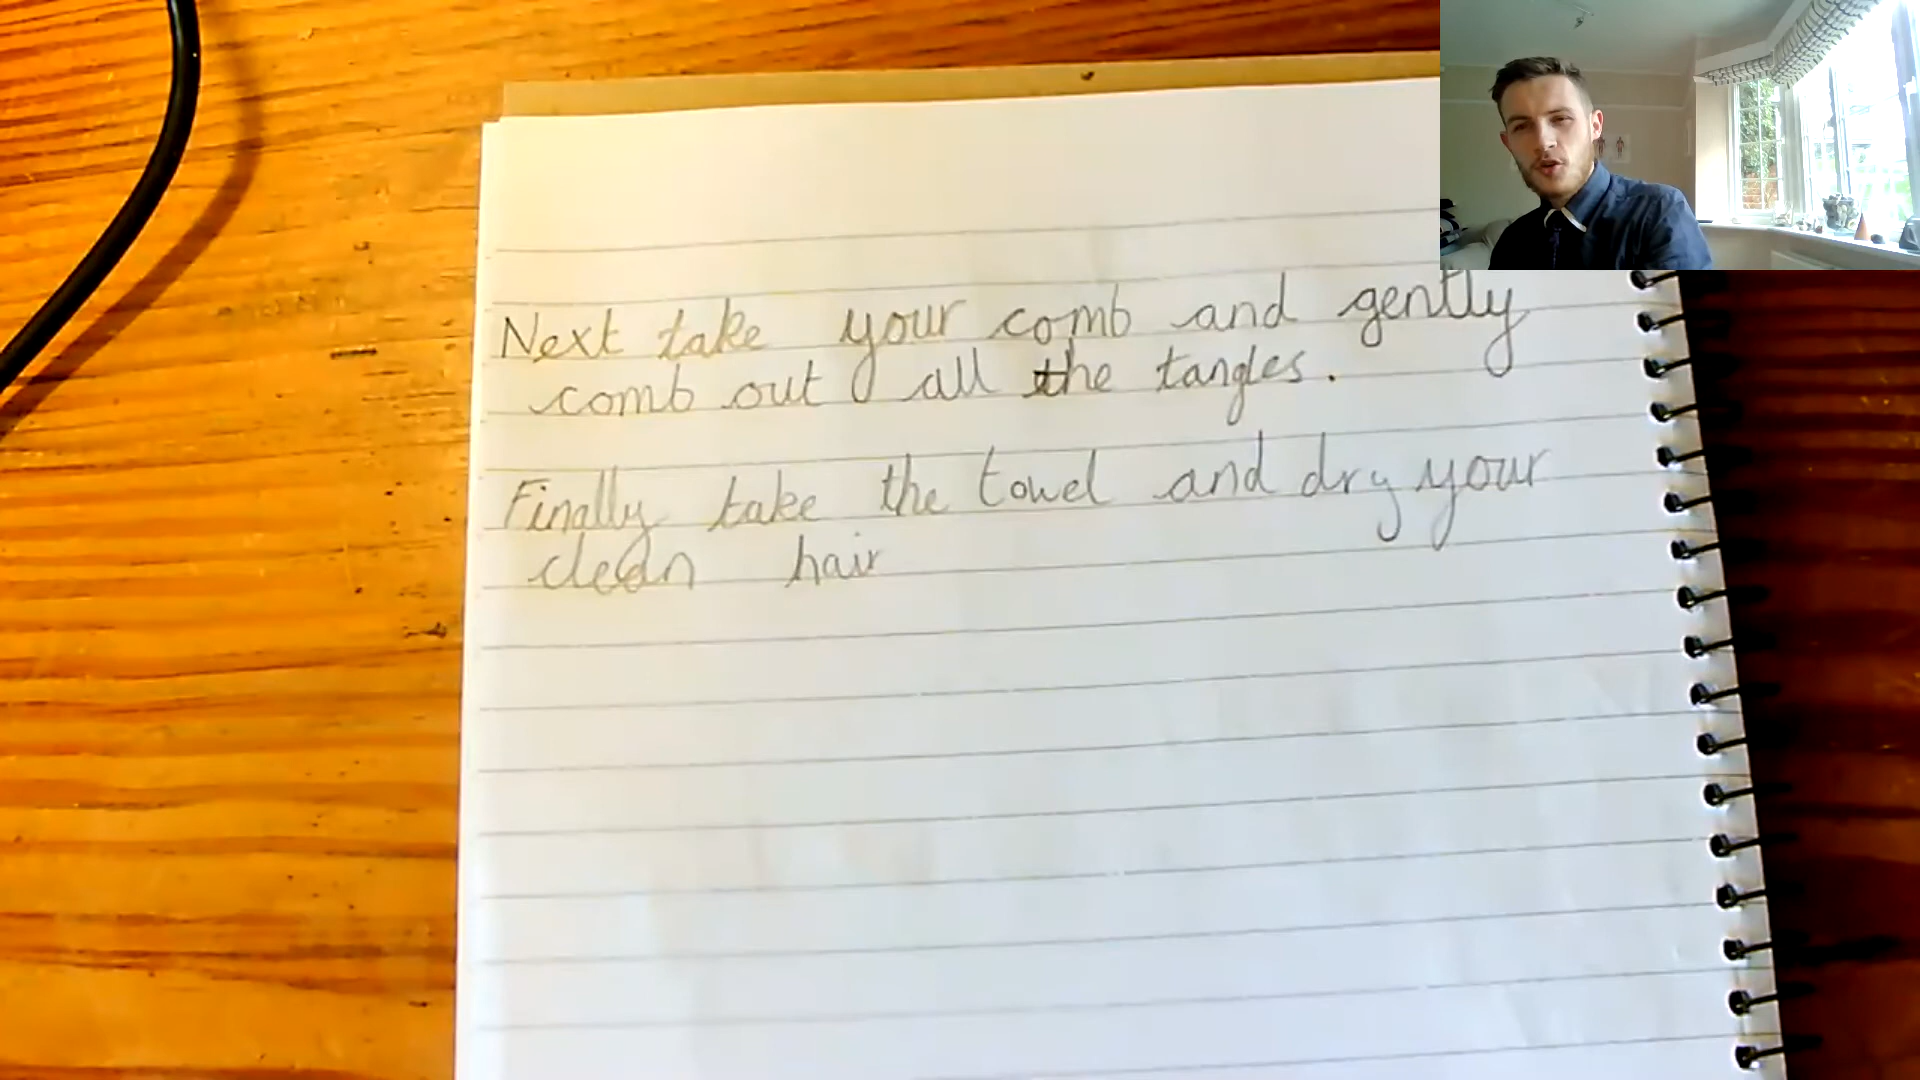 Next take your comb and gently
comb out all the tangles.
Finally take the towel and dry your
clean hair